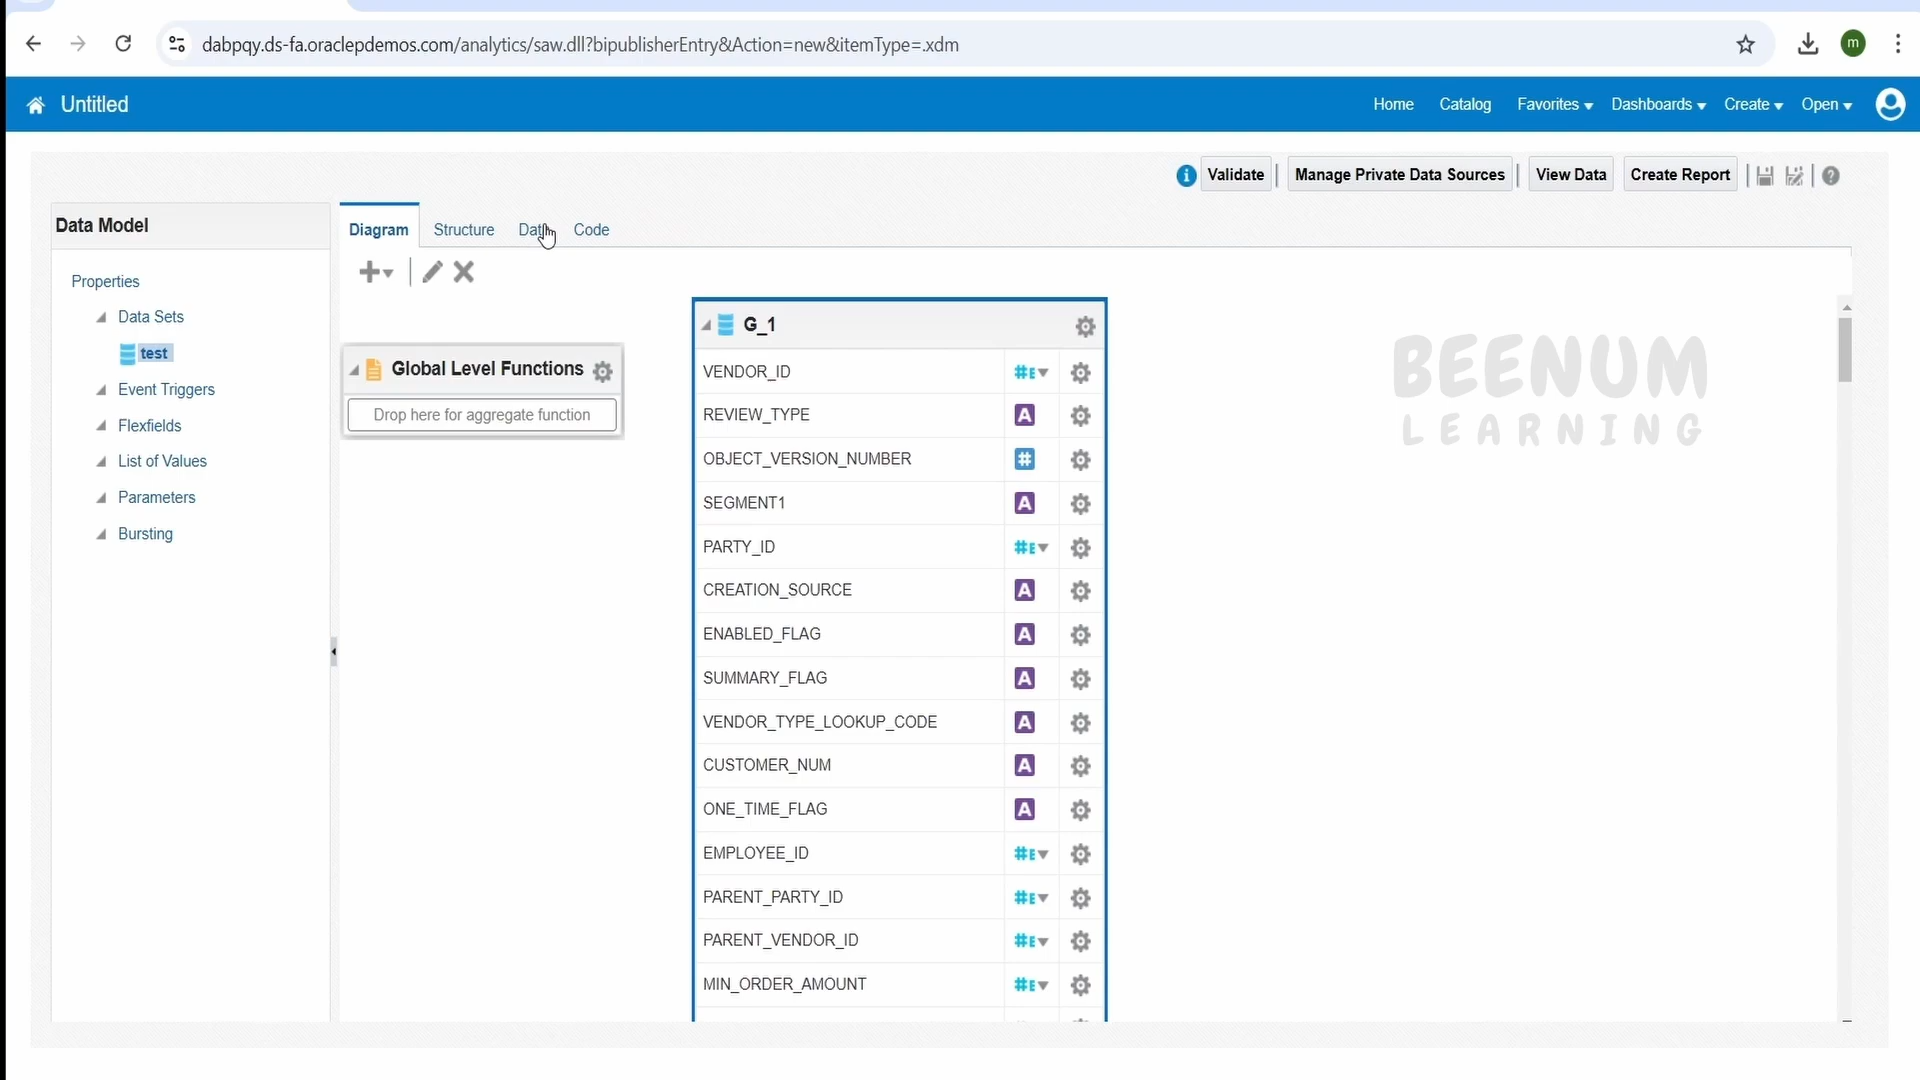 dabpqy.ds-fa.oraclepdemos.com/analytics/saw.dll?bipublisherEntry&Action=new&itemType=.xdm
m
Untitled
Home Catalog Favorites Dashboards Create Open
Validate Manage Private Data Sources View Data Create Report
Data Model
Diagram Structure Data Code
Properties
Data Sets
test
Event Triggers
Flexfields
List of Values
Parameters
Bursting
Global Level Functions
Drop here for aggregate function
G_1
VENDOR_ID
REVIEW_TYPE
OBJECT_VERSION_NUMBER
SEGMENT1
PARTY_ID
CREATION_SOURCE
ENABLED_FLAG
SUMMARY_FLAG
VENDOR_TYPE_LOOKUP_CODE
CUSTOMER_NUM
ONE_TIME_FLAG
EMPLOYEE_ID
PARENT_PARTY_ID
PARENT_VENDOR_ID
MIN_ORDER_AMOUNT
BEENUM
LEARNING